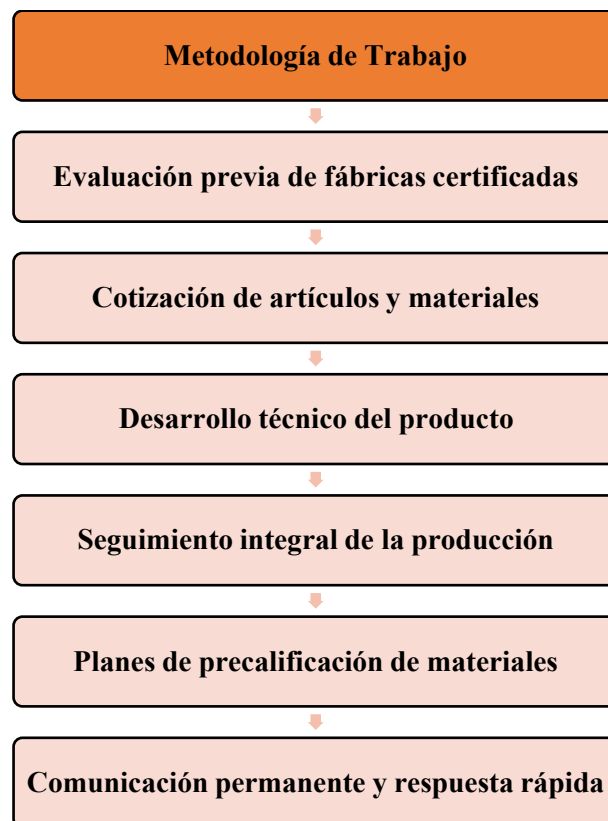 Metodología de Trabajo
Evaluación previa de fábricas certificadas
Cotización de artículos y materiales
Desarrollo técnico del producto
Seguimiento integral de la producción
Planes de precalificación de materiales
Comunicación permanente y respuesta rápida